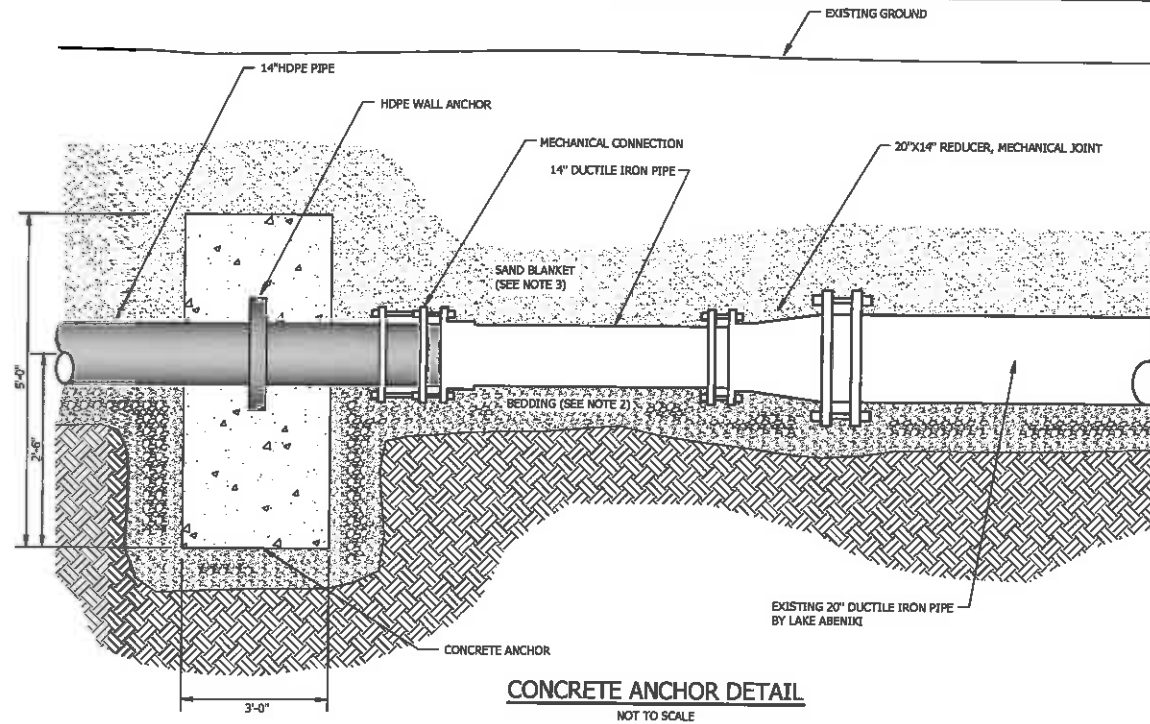 EXISTING GROUND
14"HDPE PIPE
HDPE WALL ANCHOR
MECHANICAL CONNECTION
14" DUCTILE IRON PIPE
20"X14" REDUCER, MECHANICAL JOINT
SAND BLANKET
(SEE NOTE 3)
5'-0"
2'-6"
BEDDING (SEE NOTE 2)
EXISTING 20" DUCTILE IRON PIPE
BY LAKE ABENIKI
CONCRETE ANCHOR
3'-0"
CONCRETE ANCHOR DETAIL
NOT TO SCALE